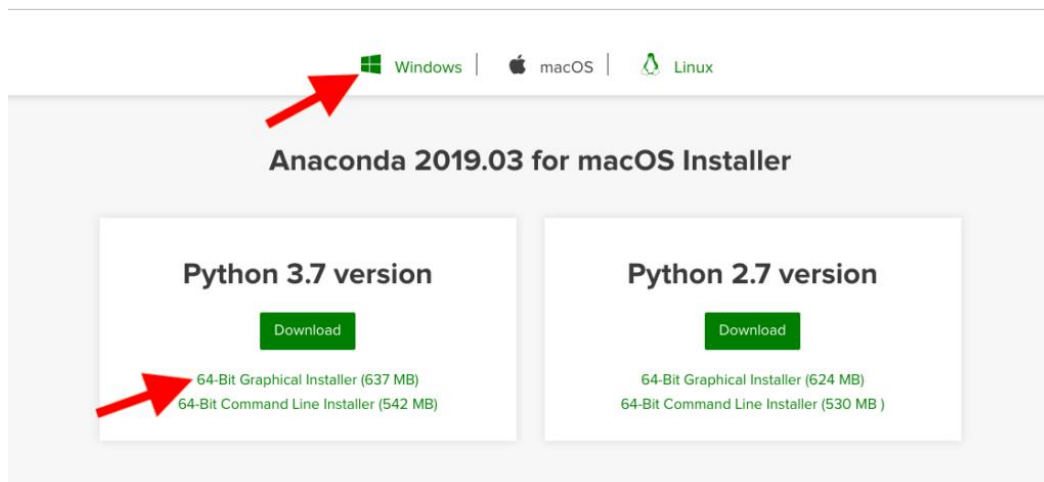 Windows | macOS | Linux
Anaconda 2019.03 for macOS Installer
Python 3.7 version
Download
64-Bit Graphical Installer (637 MB)
64-Bit Command Line Installer (542 MB)
Python 2.7 version
Download
64-Bit Graphical Installer (624 MB)
64-Bit Command Line Installer (530 MB )